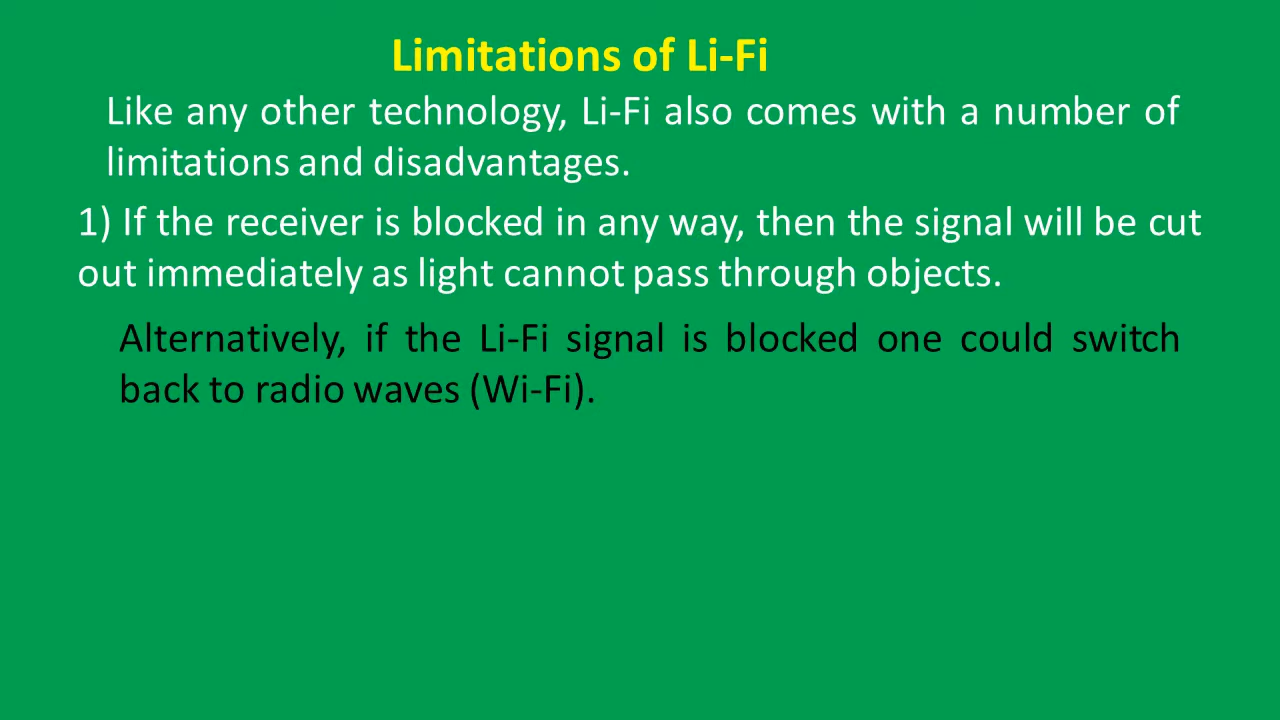 Limitations of Li-Fi
Like any other technology, Li-Fi also comes with a number of
limitations and disadvantages.
1) If the receiver is blocked in any way, then the signal will be cut
out immediately as light cannot pass through objects.
Alternatively, if the Li-Fi signal is blocked one could switch
back to radio waves (Wi-Fi).